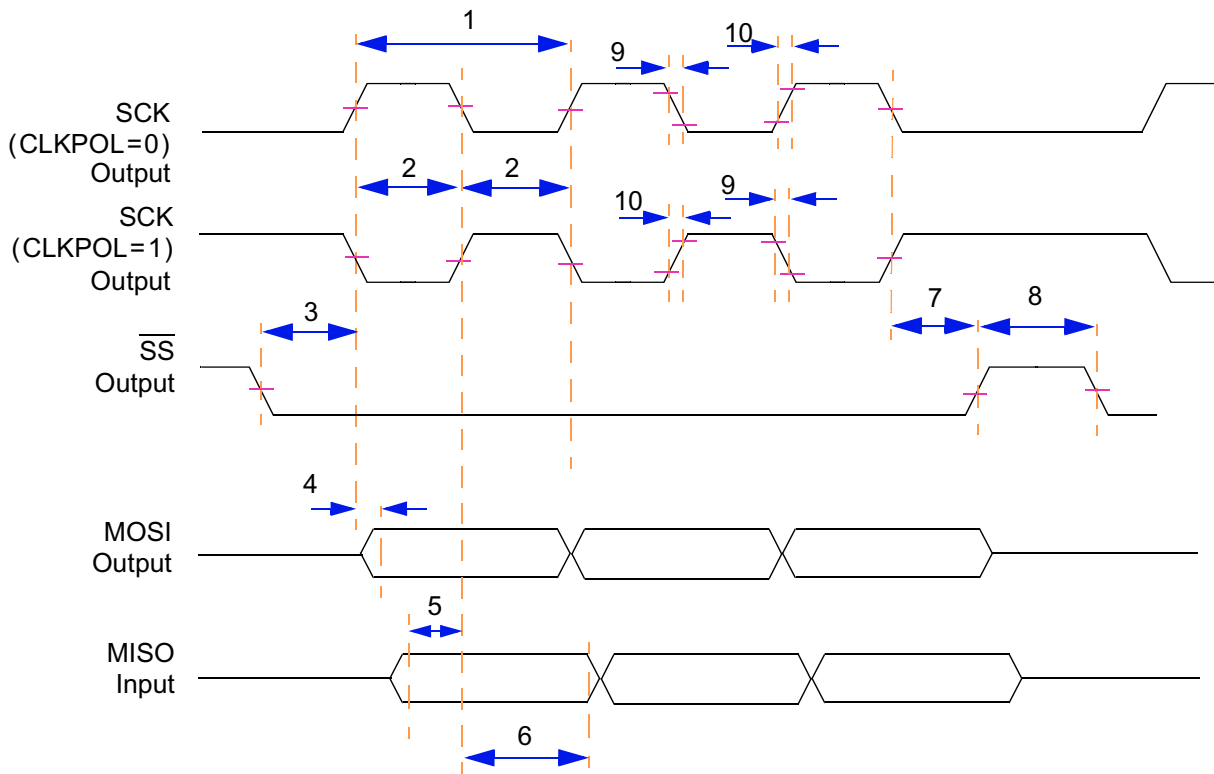 1
9
10
SCK
(CLKPOL=0)
Output
2
2
SCK
(CLKPOL=1)
Output
10
9
3
7
8
SS
Output
4
MOSI
Output
5
MISO
Input
6